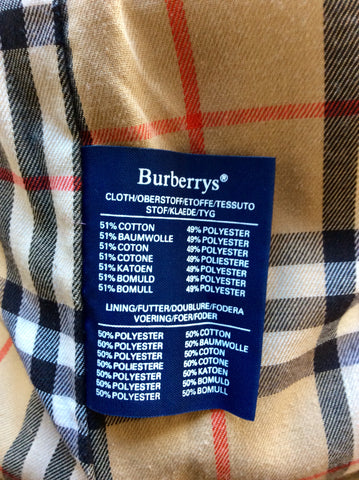 Burberrys®
CLOTH/OBERSTOFF/ETOFFE/TESSUTO
STOF/KLAEDE/TYG
51% COTTON 49% POLYESTER
51% BAUMWOLLE 49% POLYESTER
51% COTON 49% POLYESTER
51% COTONE 49% POLIESTERE
51% KATOEN 49% POLYESTER
51% BOMULD 49% POLYESTER
51% BOMULL 49% POLYESTER
LINING/FUTTER/DOUBLURE/FODERA
VOERING/FOER/FODER
50% POLYESTER 50% COTTON
50% POLYESTER 50% BAUMWOLLE
50% POLYESTER 50% COTON
50% POLIESTERE 50% COTONE
50% POLYESTER 50% KATOEN
50% POLYESTER 50% BOMULD
50% POLYESTER 50% BOMULL